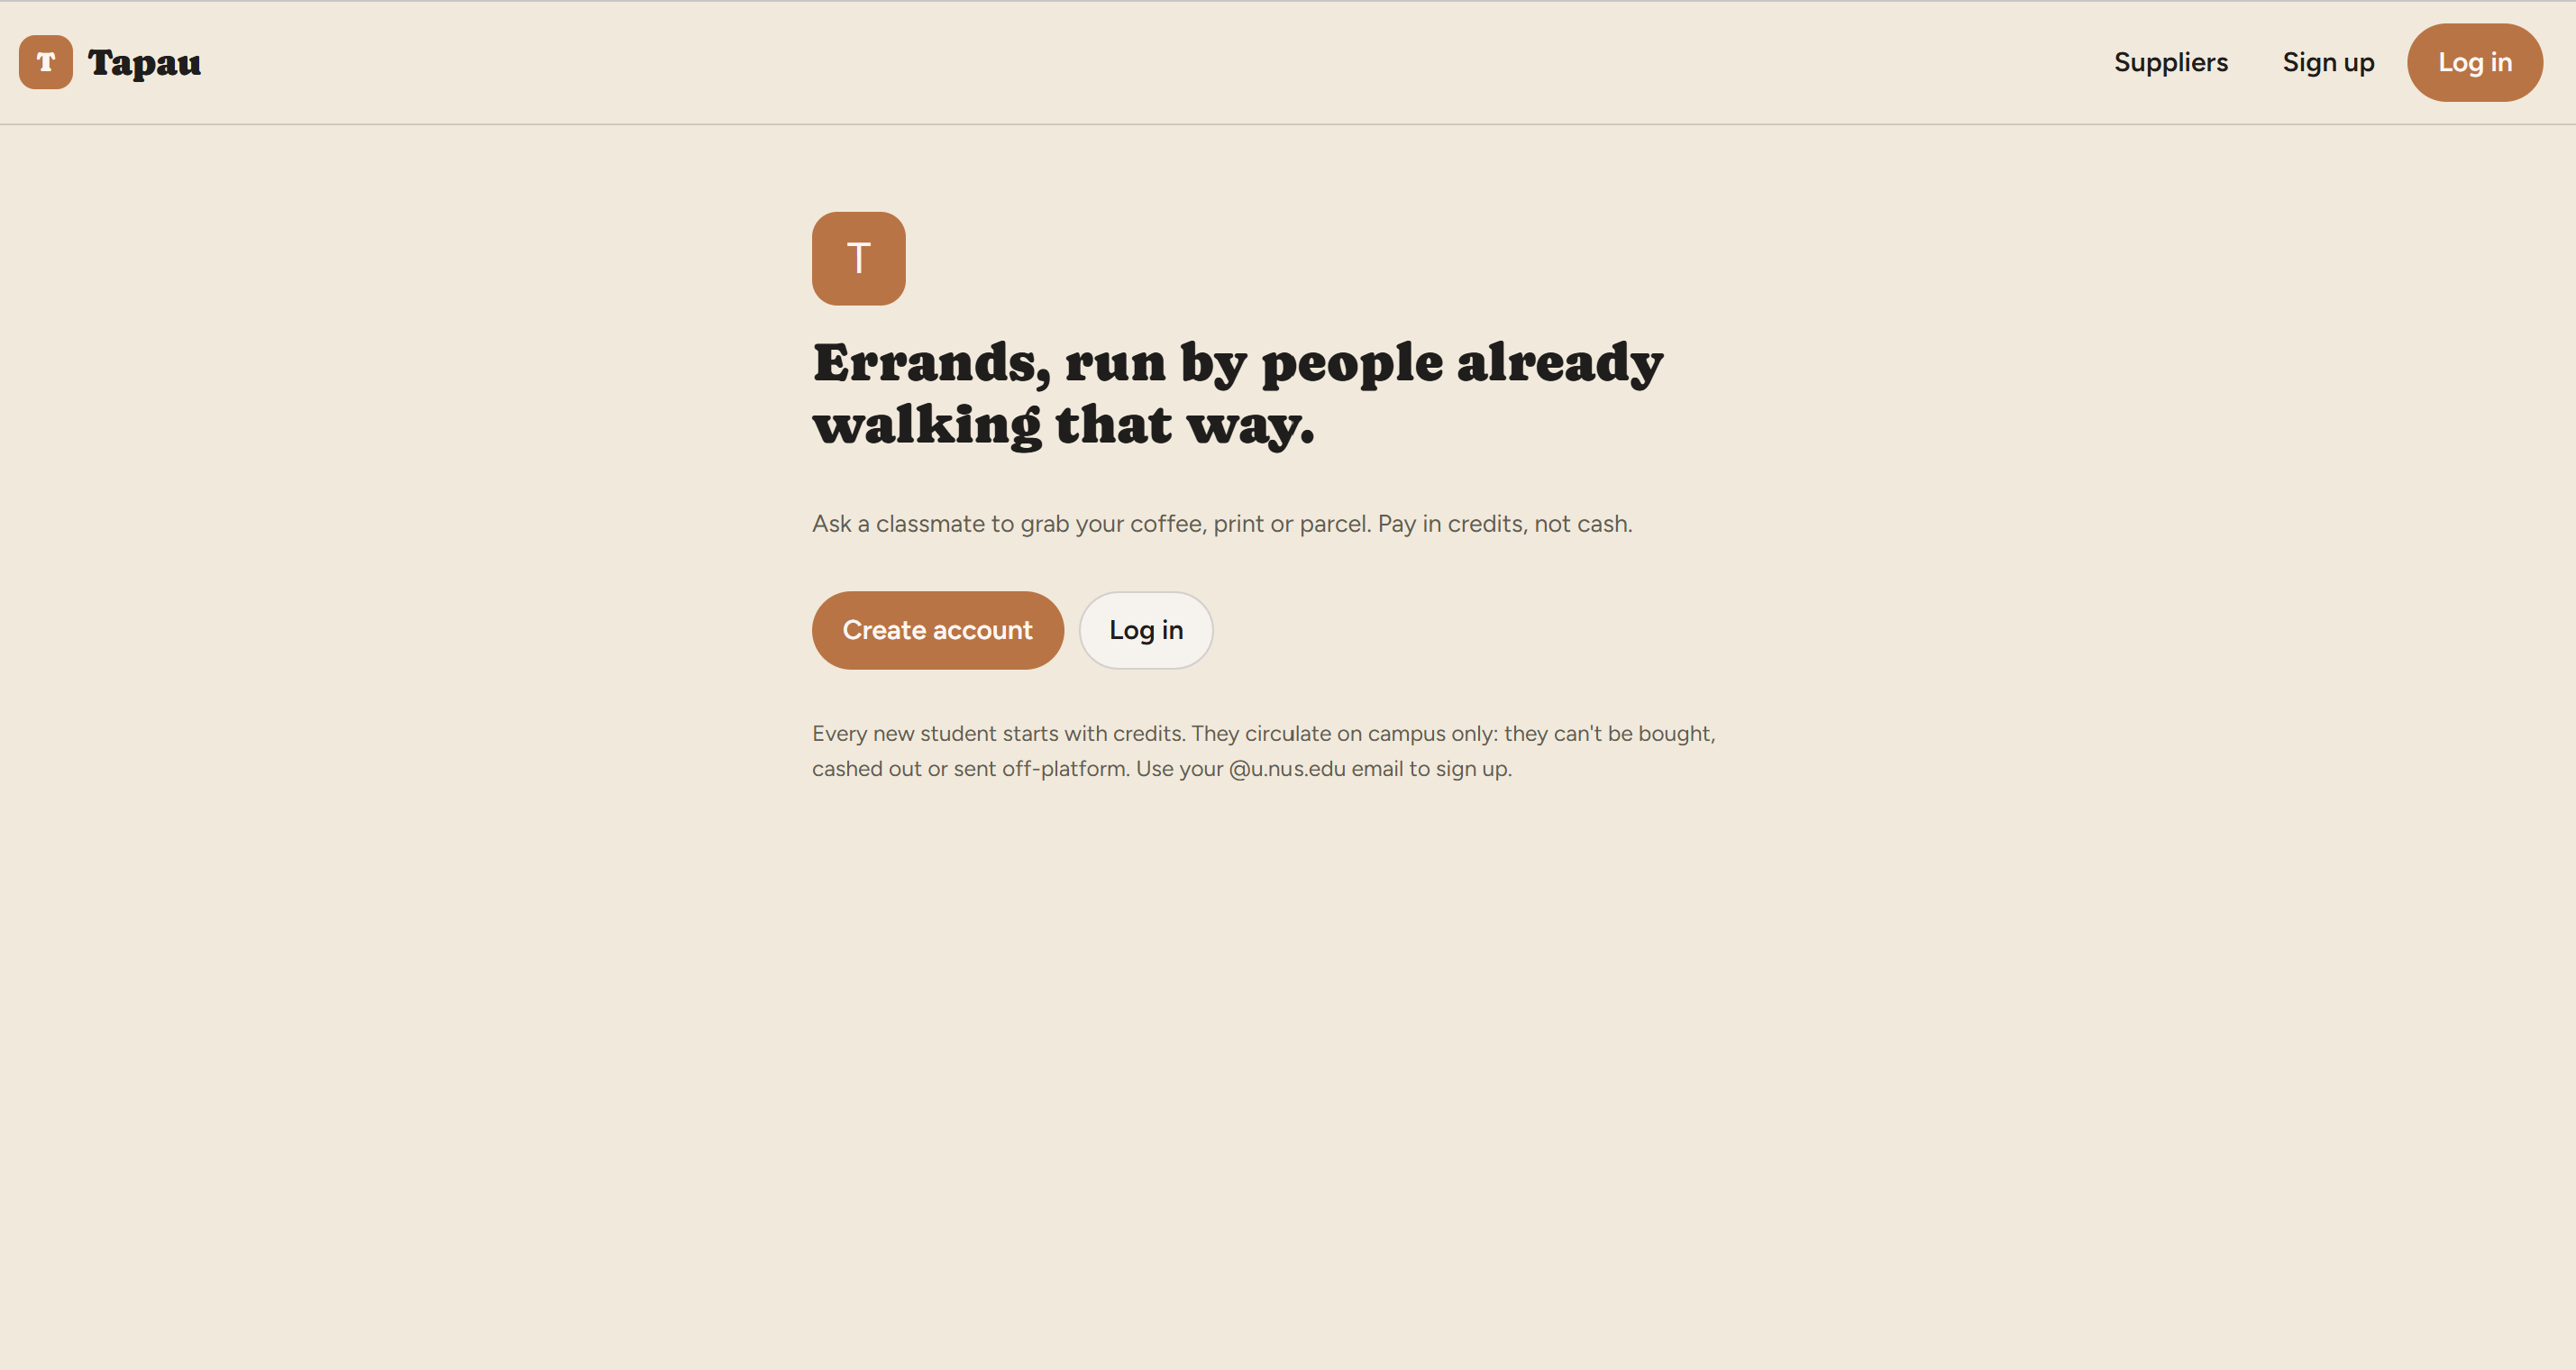 T Tapau
Suppliers Sign up Log in
T
Errands, run by people already
walking that way.
Ask a classmate to grab your coffee, print or parcel. Pay in credits, not cash.
Create account Log in
Every new student starts with credits. They circulate on campus only: they can't be bought,
cashed out or sent off-platform. Use your @u.nus.edu email to sign up.